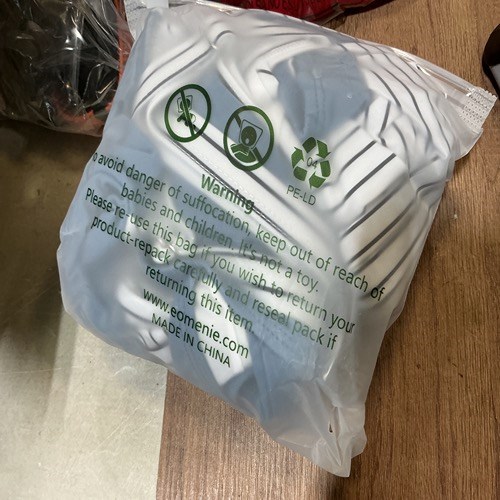 04
PE-LD
Warning
o avoid danger of suffocation, keep out of reach of
babies and children. It's not a toy.
Please re-use this bag if you wish to return your
product-repack carefully and reseal pack if
returning this item.
www.eomenie.com
MADE IN CHINA